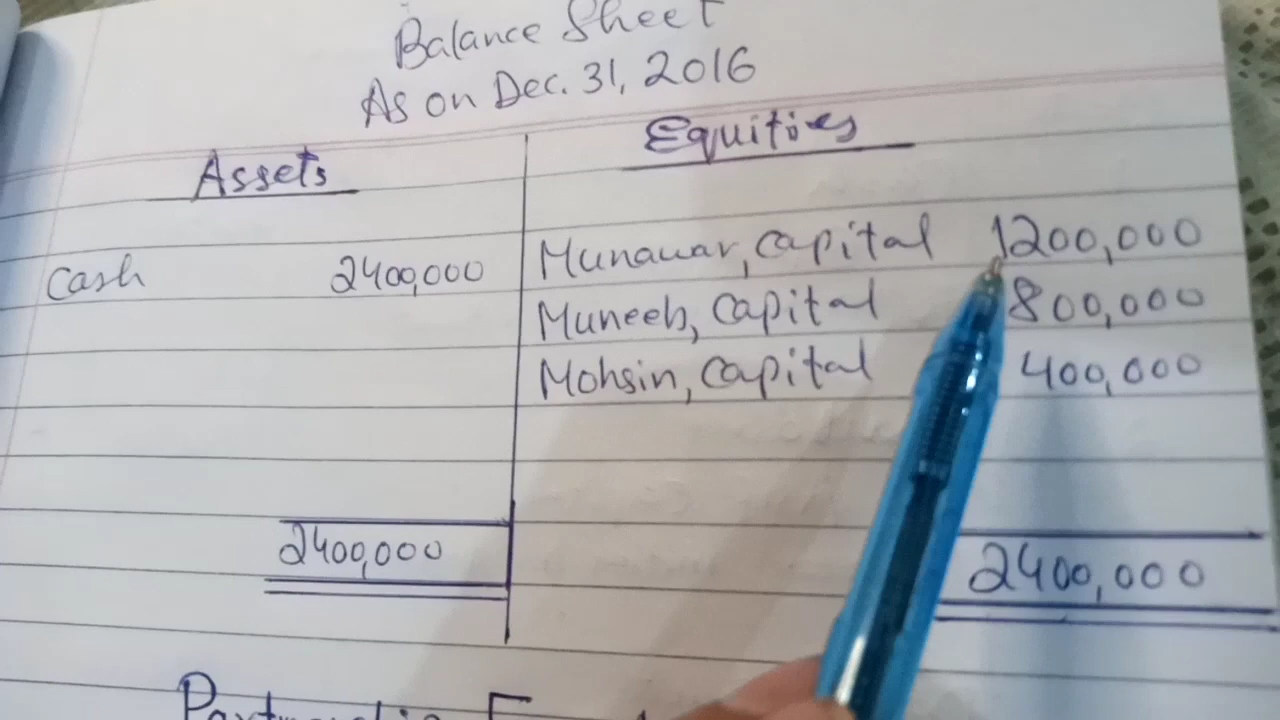 Balance Sheet
As on Dec. 31, 2016
Assets
Equities
Cash 2400,000
Munawar, Capital 1200,000
Muneeb, Capital 800,000
Mohsin, Capital 400,000
2400,000
2400,000